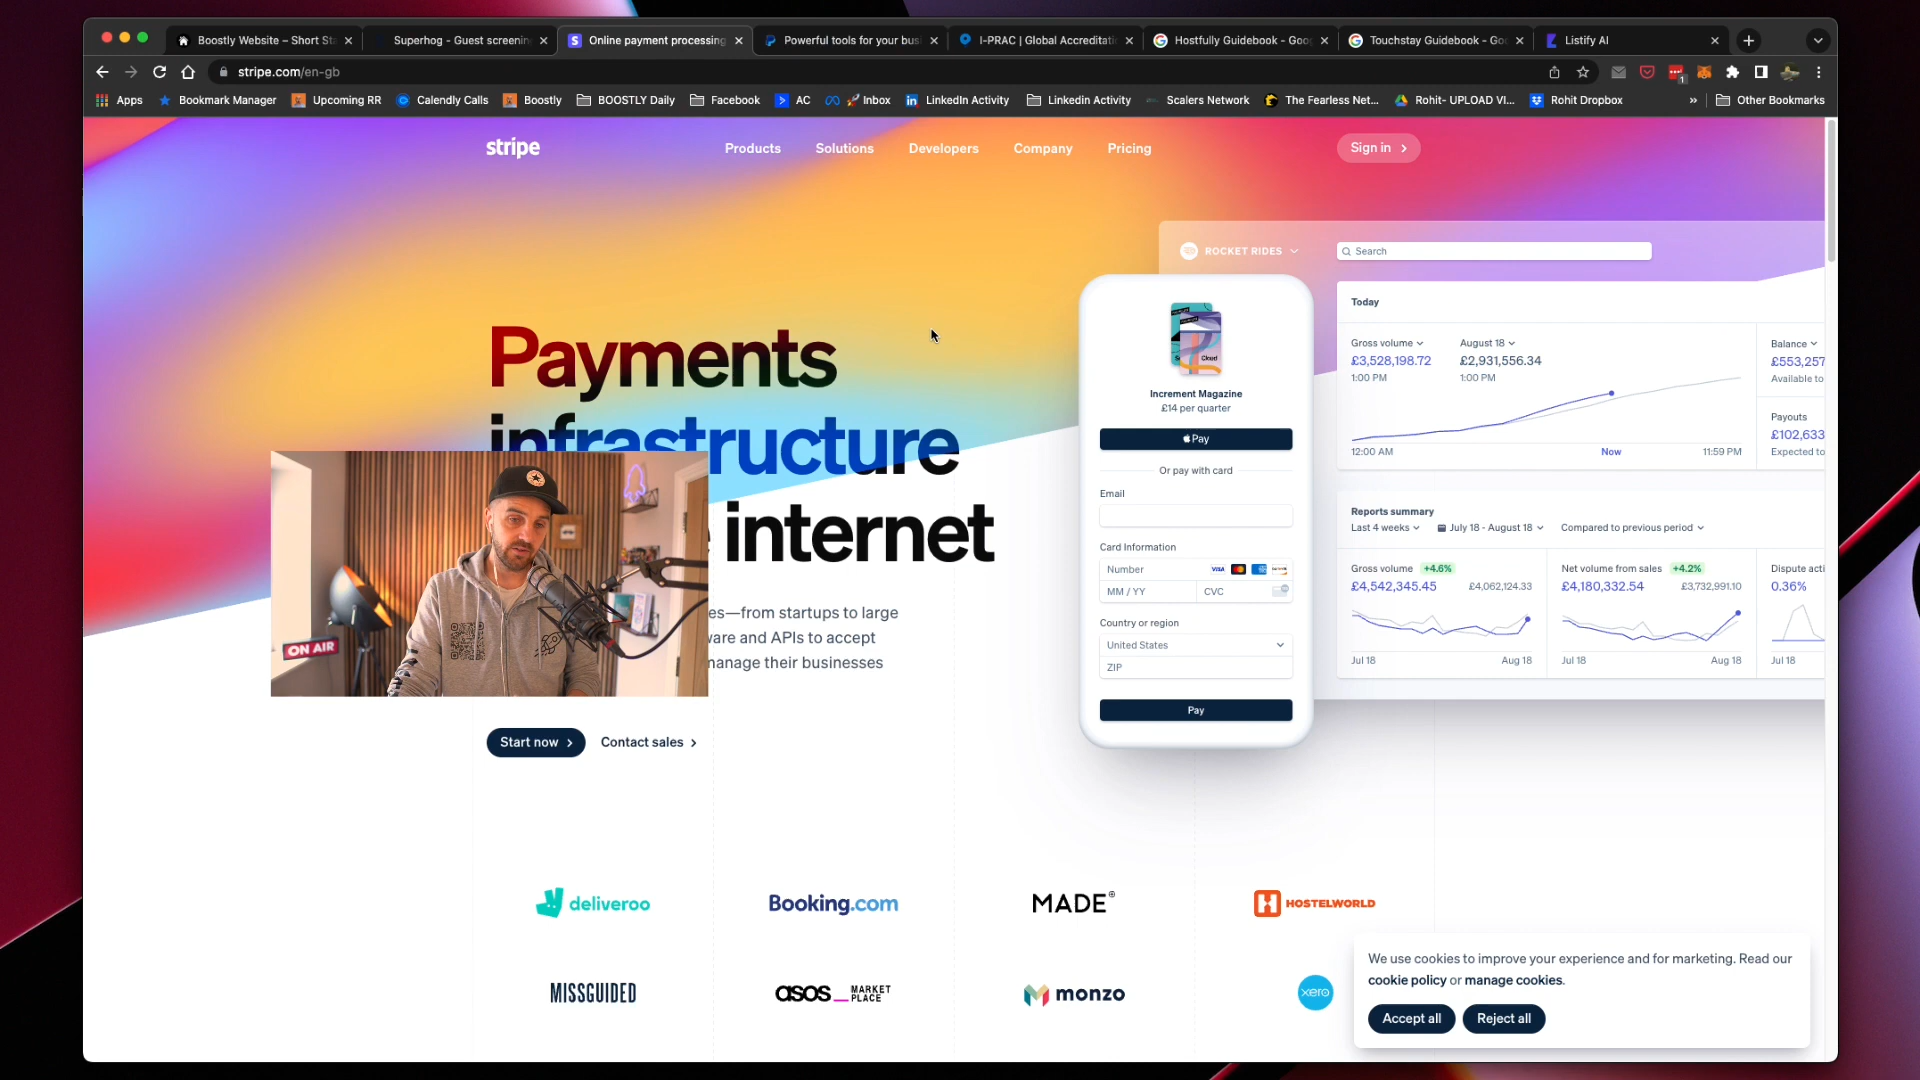 Boostly Website – Short Sta
Superhog - Guest screening
Online payment processing
Powerful tools for your busi
I-PRAC | Global Accreditatio
Hostfully Guidebook - Goog
Touchstay Guidebook - Goo
Listify AI
stripe.com/en-gb
Apps
Bookmark Manager
Upcoming RR
Calendly Calls
Boostly
BOOSTLY Daily
Facebook
AC
Inbox
LinkedIn Activity
Linkedin Activity
Scalers Network
The Fearless Net...
Rohit- UPLOAD VI...
Rohit Dropbox
»
Other Bookmarks
stripe
Products
Solutions
Developers
Company
Pricing
Sign in
ROCKET RIDES
Search
Payments
infrastructure
internet
es—from startups to large
ware and APIs to accept
manage their businesses
Start now
Contact sales
ON AIR
Cloud
Increment Magazine
£14 per quarter
Pay
Or pay with card
Email
Card Information
Number
VISA
MM / YY
CVC
Country or region
United States
ZIP
Pay
Today
Gross volume
August 18
£3,528,198.72
£2,931,556.34
1:00 PM
1:00 PM
Balance
£553,257
Available to
Payouts
£102,633
Expected to
12:00 AM
Now
11:59 PM
Reports summary
Last 4 weeks
July 18 - August 18
Compared to previous period
Gross volume +4.6%
£4,542,345.45
£4,062,124.33
Net volume from sales +4.2%
£4,180,332.54
£3,732,991.10
Dispute acti
0.36%
Jul 18
Aug 18
Jul 18
Aug 18
Jul 18
deliveroo
Booking.com
MADE
HOSTELWORLD
MISSGUIDED
asos MARKET PLACE
monzo
xero
We use cookies to improve your experience and for marketing. Read our
cookie policy or manage cookies.
Accept all
Reject all